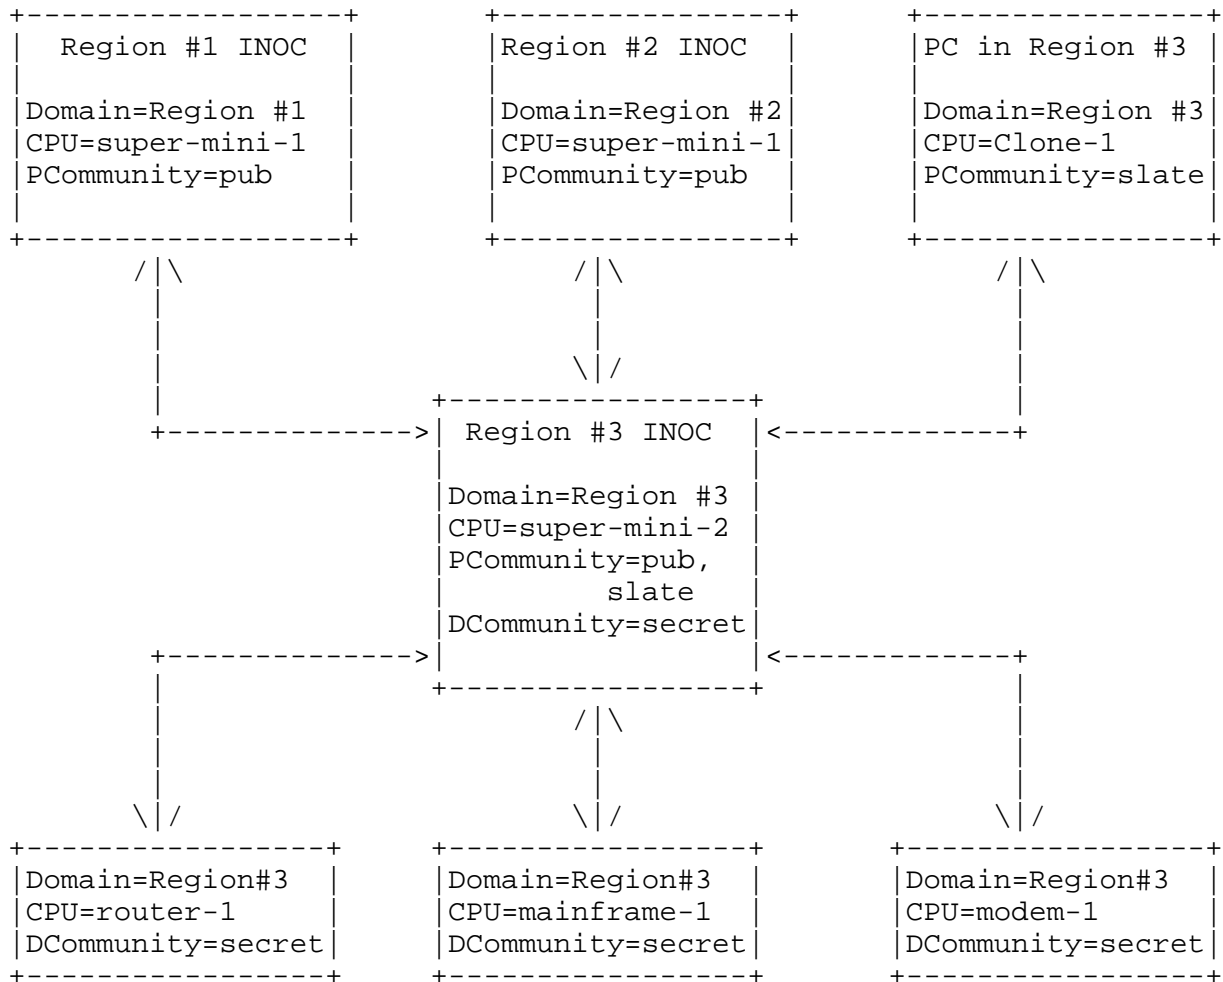 Region #1 INOC
Domain=Region #1
CPU=super-mini-1
PCommunity=pub
Region #2 INOC
Domain=Region #2
CPU=super-mini-1
PCommunity=pub
PC in Region #3
Domain=Region #3
CPU=Clone-1
PCommunity=slate
Region #3 INOC
Domain=Region #3
CPU=super-mini-2
PCommunity=pub,
slate
DCommunity=secret
Domain=Region#3
CPU=router-1
DCommunity=secret
Domain=Region#3
CPU=mainframe-1
DCommunity=secret
Domain=Region#3
CPU=modem-1
DCommunity=secret